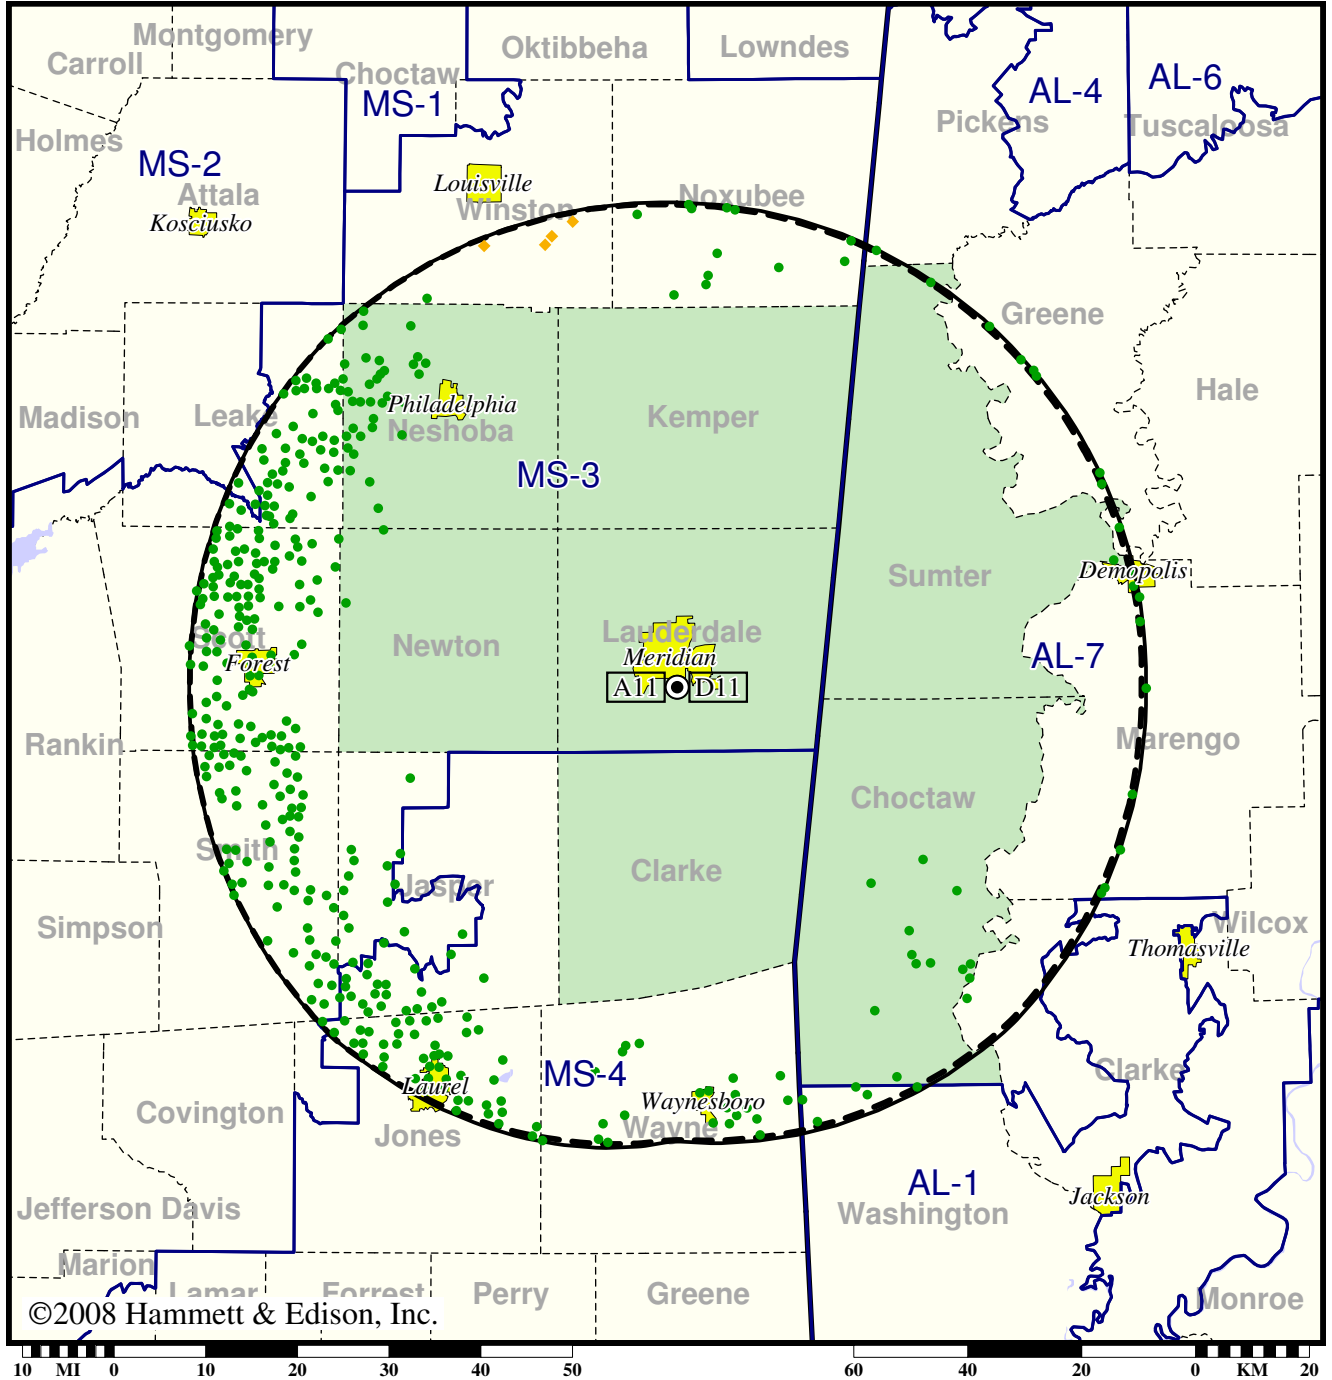 Montgomery
Carroll
Oktibbeha
Lowndes
Choctaw
MS-1
AL-4
AL-6
Pickens
Tuscaloosa
Holmes
MS-2
Attala
Kosciusko
Louisville
Winston
Noxubee
Greene
Madison
Leake
Philadelphia
Neshoba
Kemper
Hale
MS-3
Sumter
Demopolis
Scott
Forest
Newton
Lauderdale
Meridian
A11
D11
AL-7
Rankin
Marengo
Choctaw
Smith
Jasper
Clarke
Simpson
Wilcox
Thomasville
MS-4
Laurel
Waynesboro
Wayne
Clarke
Covington
Jones
AL-1
Washington
Jackson
Jefferson Davis
Marion
Lamar
Forrest
Perry
Greene
Monroe
©2008 Hammett & Edison, Inc.
10 MI 0 10 20 30 40 50
60 40 20 0 KM 20